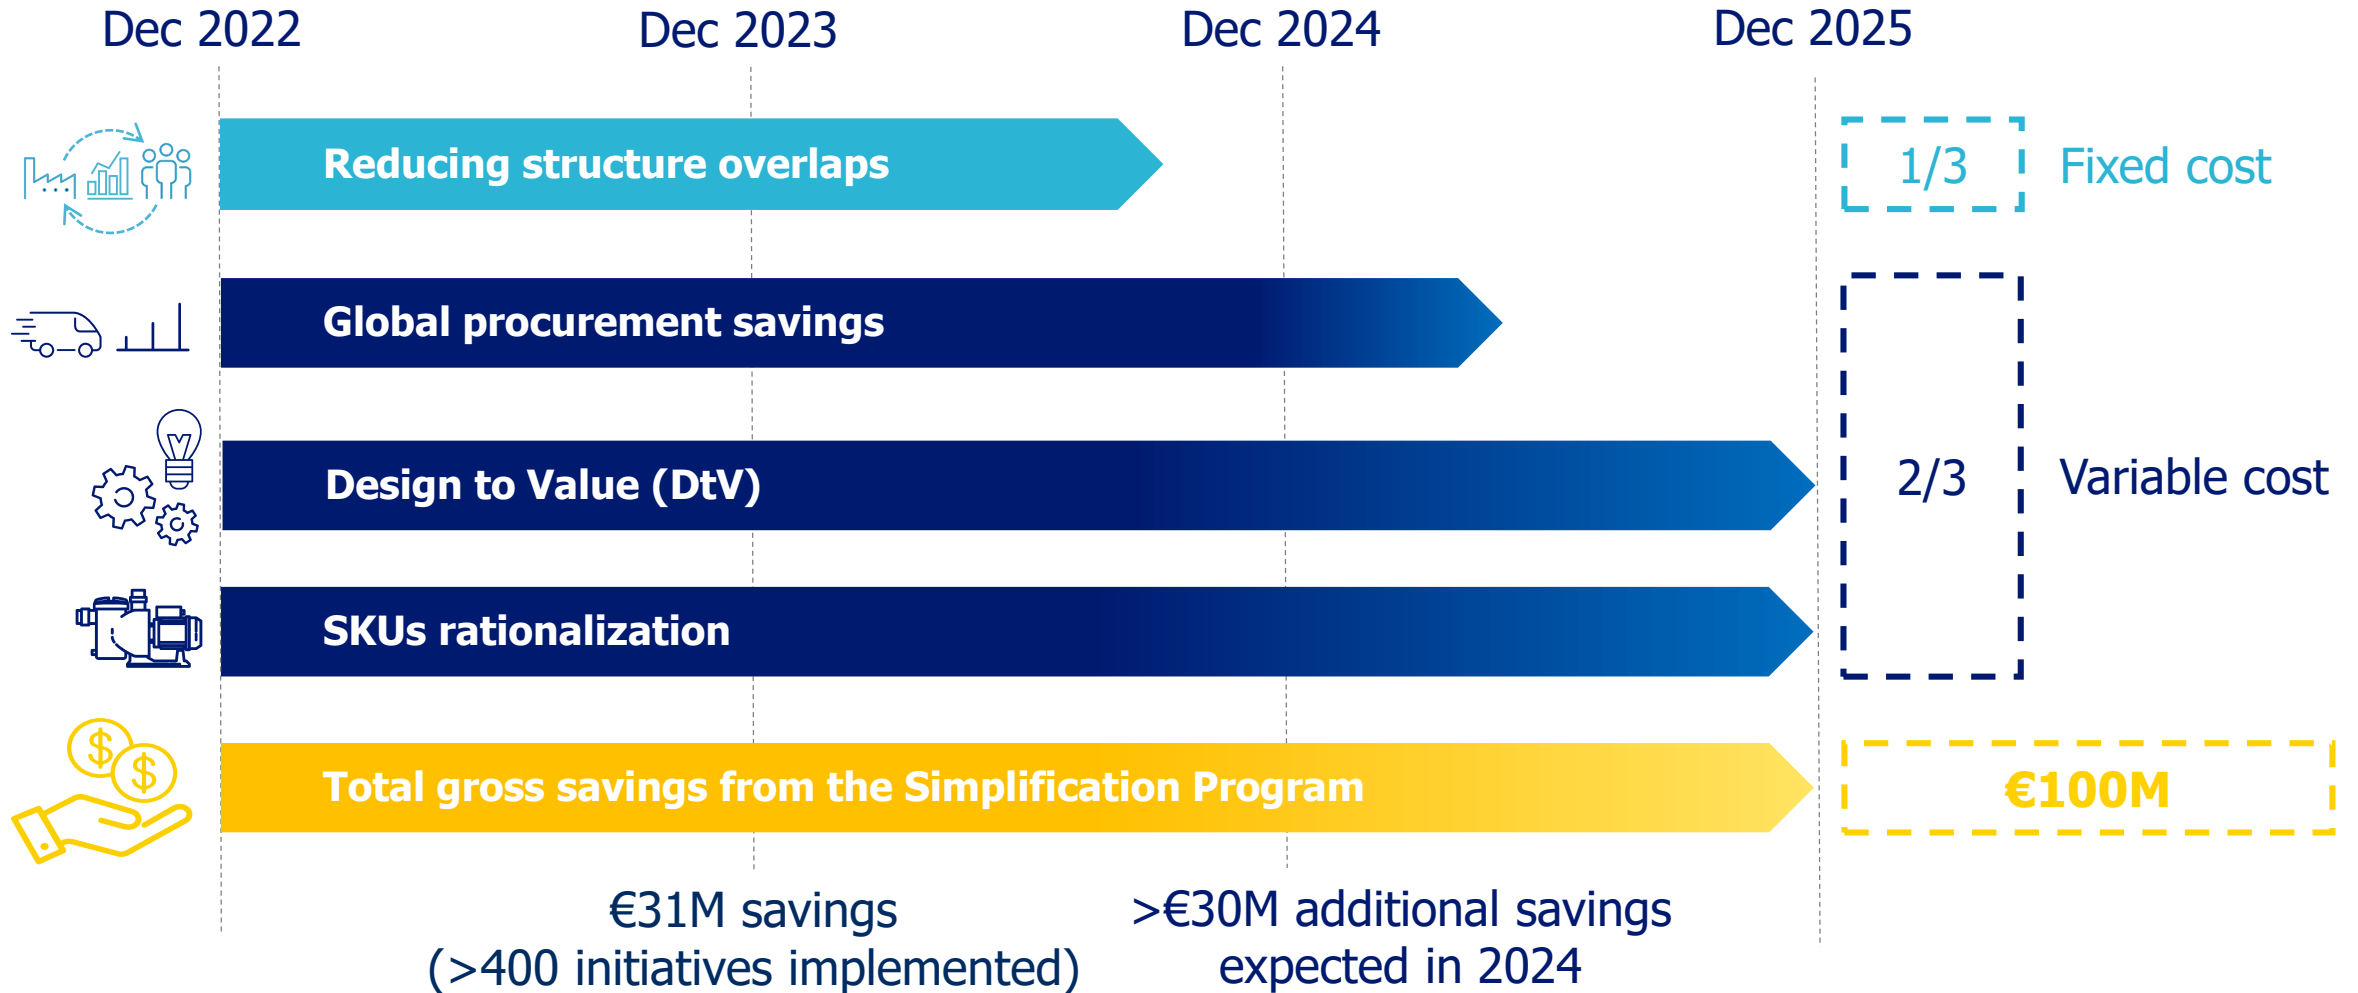 Dec 2022
Dec 2023
Dec 2024
Dec 2025
Reducing structure overlaps
1/3
Fixed cost
Global procurement savings
Design to Value (DtV)
2/3
Variable cost
SKUs rationalization
$
$
Total gross savings from the Simplification Program
€100M
€31M savings
(>400 initiatives implemented)
>€30M additional savings
expected in 2024